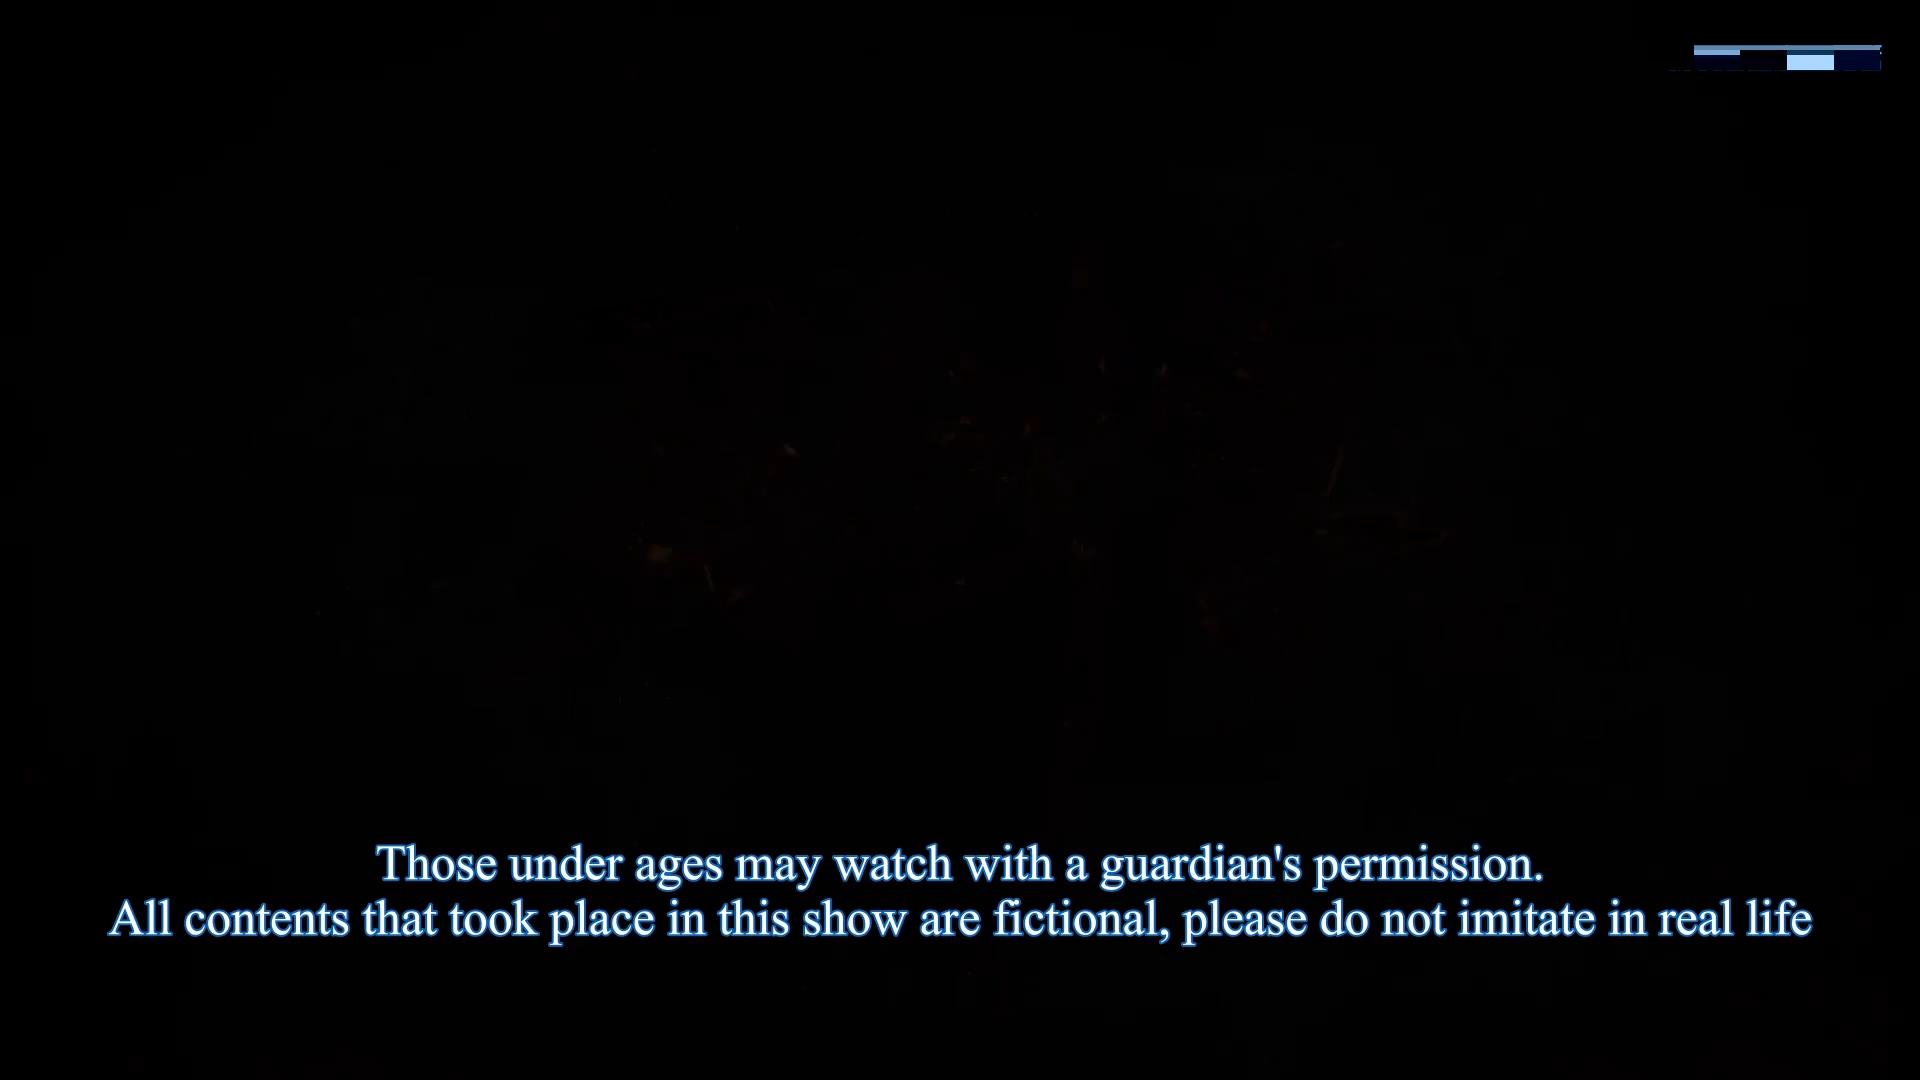 Those under ages may watch with a guardian's permission.
All contents that took place in this show are fictional, please do not imitate in real life